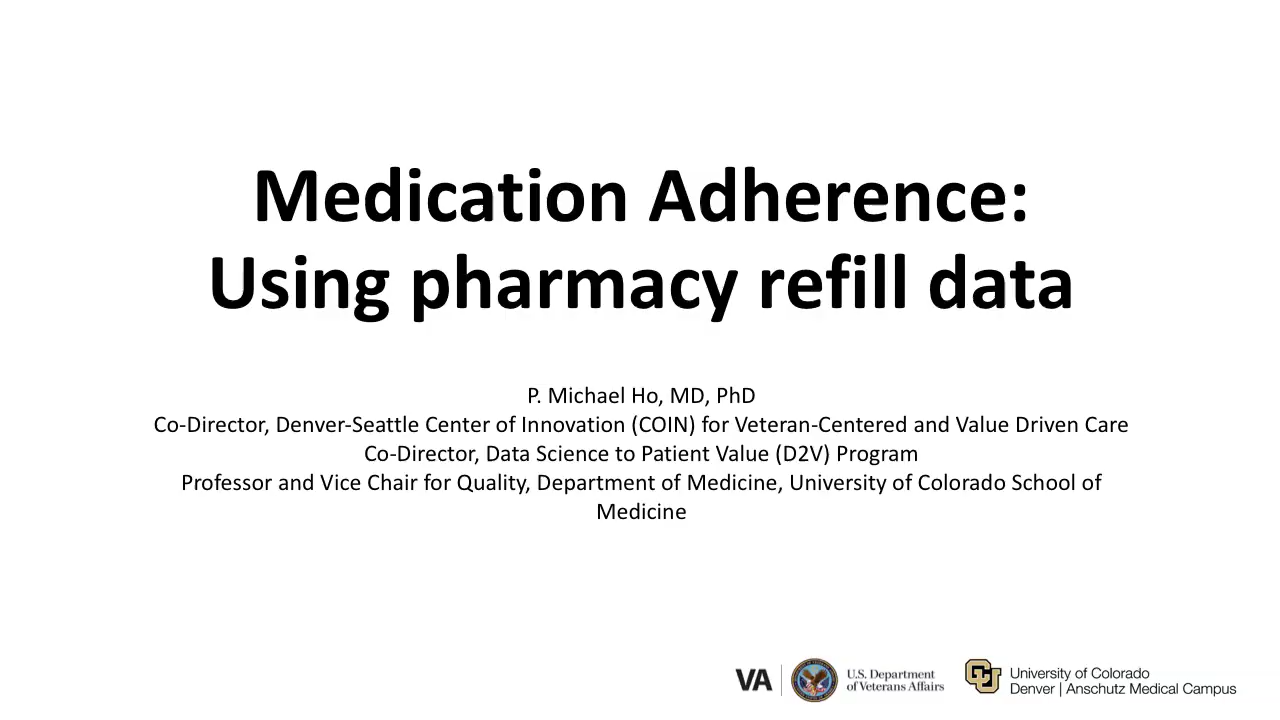 Medication Adherence:
Using pharmacy refill data
P. Michael Ho, MD, PhD
Co-Director, Denver-Seattle Center of Innovation (COIN) for Veteran-Centered and Value Driven Care
Co-Director, Data Science to Patient Value (D2V) Program
Professor and Vice Chair for Quality, Department of Medicine, University of Colorado School of
Medicine
VA
U.S. Department
of Veterans Affairs
CU
University of Colorado
Denver | Anschutz Medical Campus